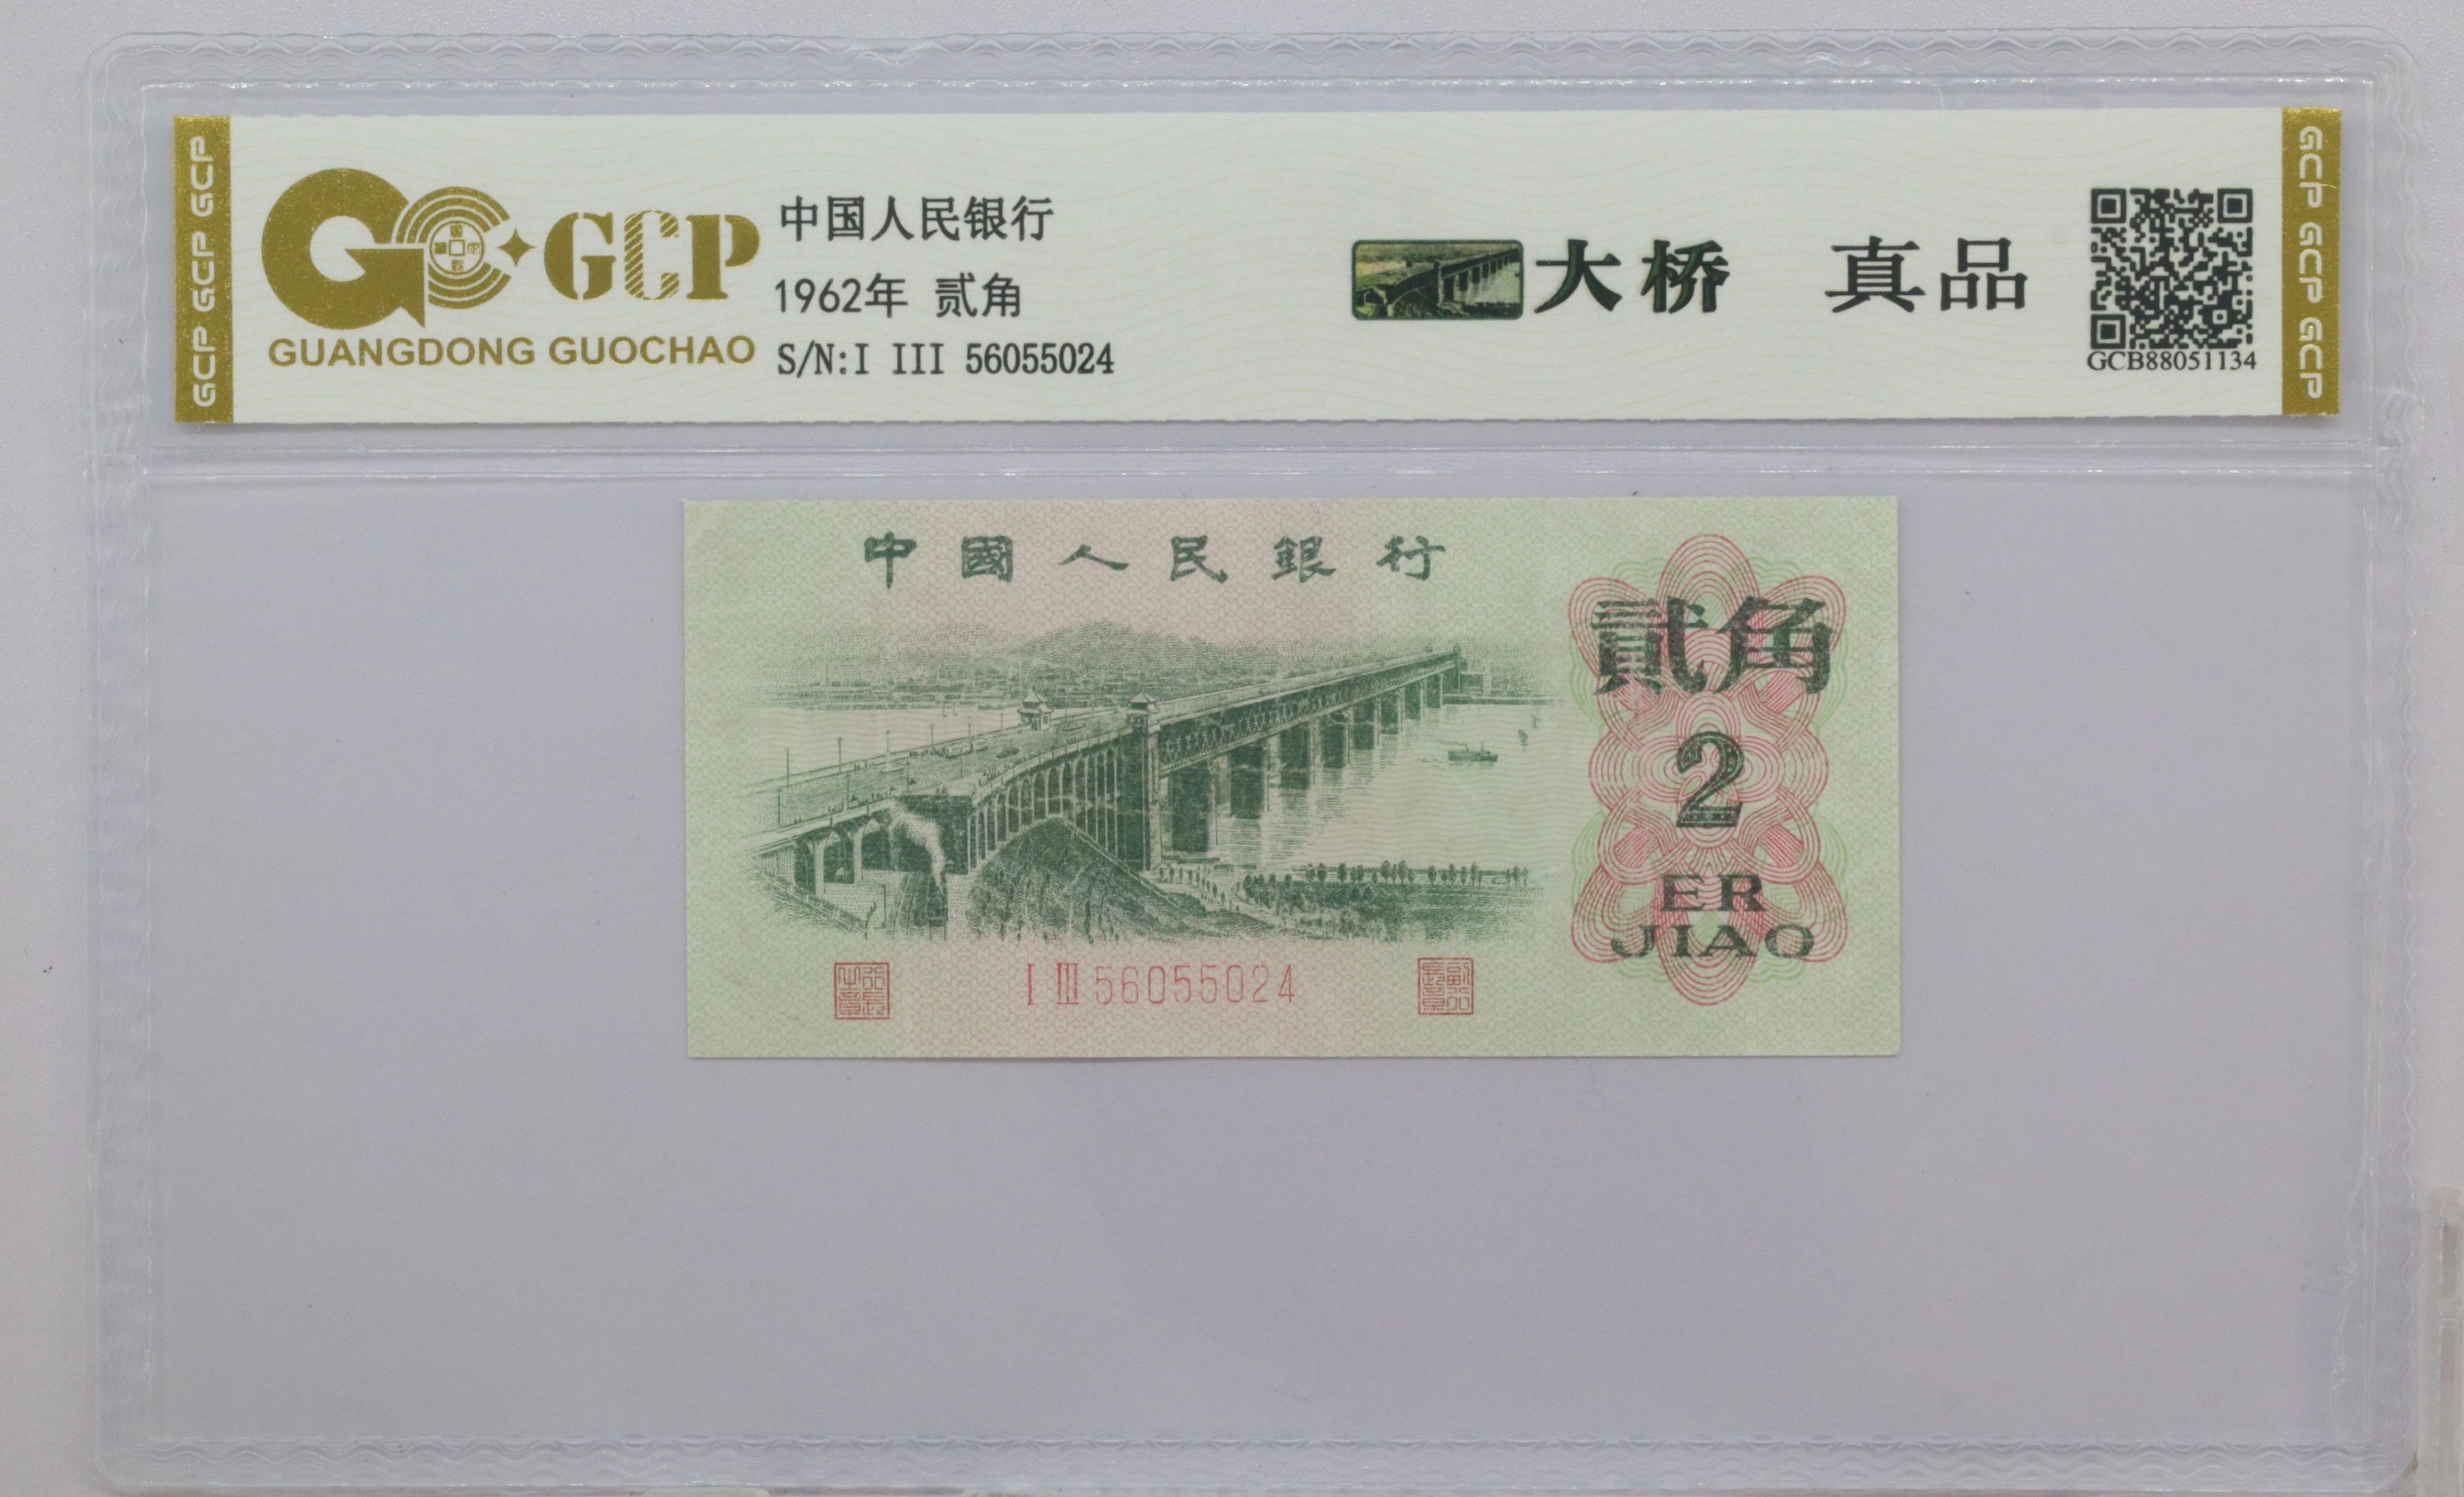 GCP GCP GCP
GCP
GUANGDONG GUOCHAO
中国人民银行
1962年 贰角
S/N:I III 56055024
大桥 真品
GCB88051134
GCP GCP GCP
中國人民銀行
貳角
2
ER
JIAO
I III 56055024